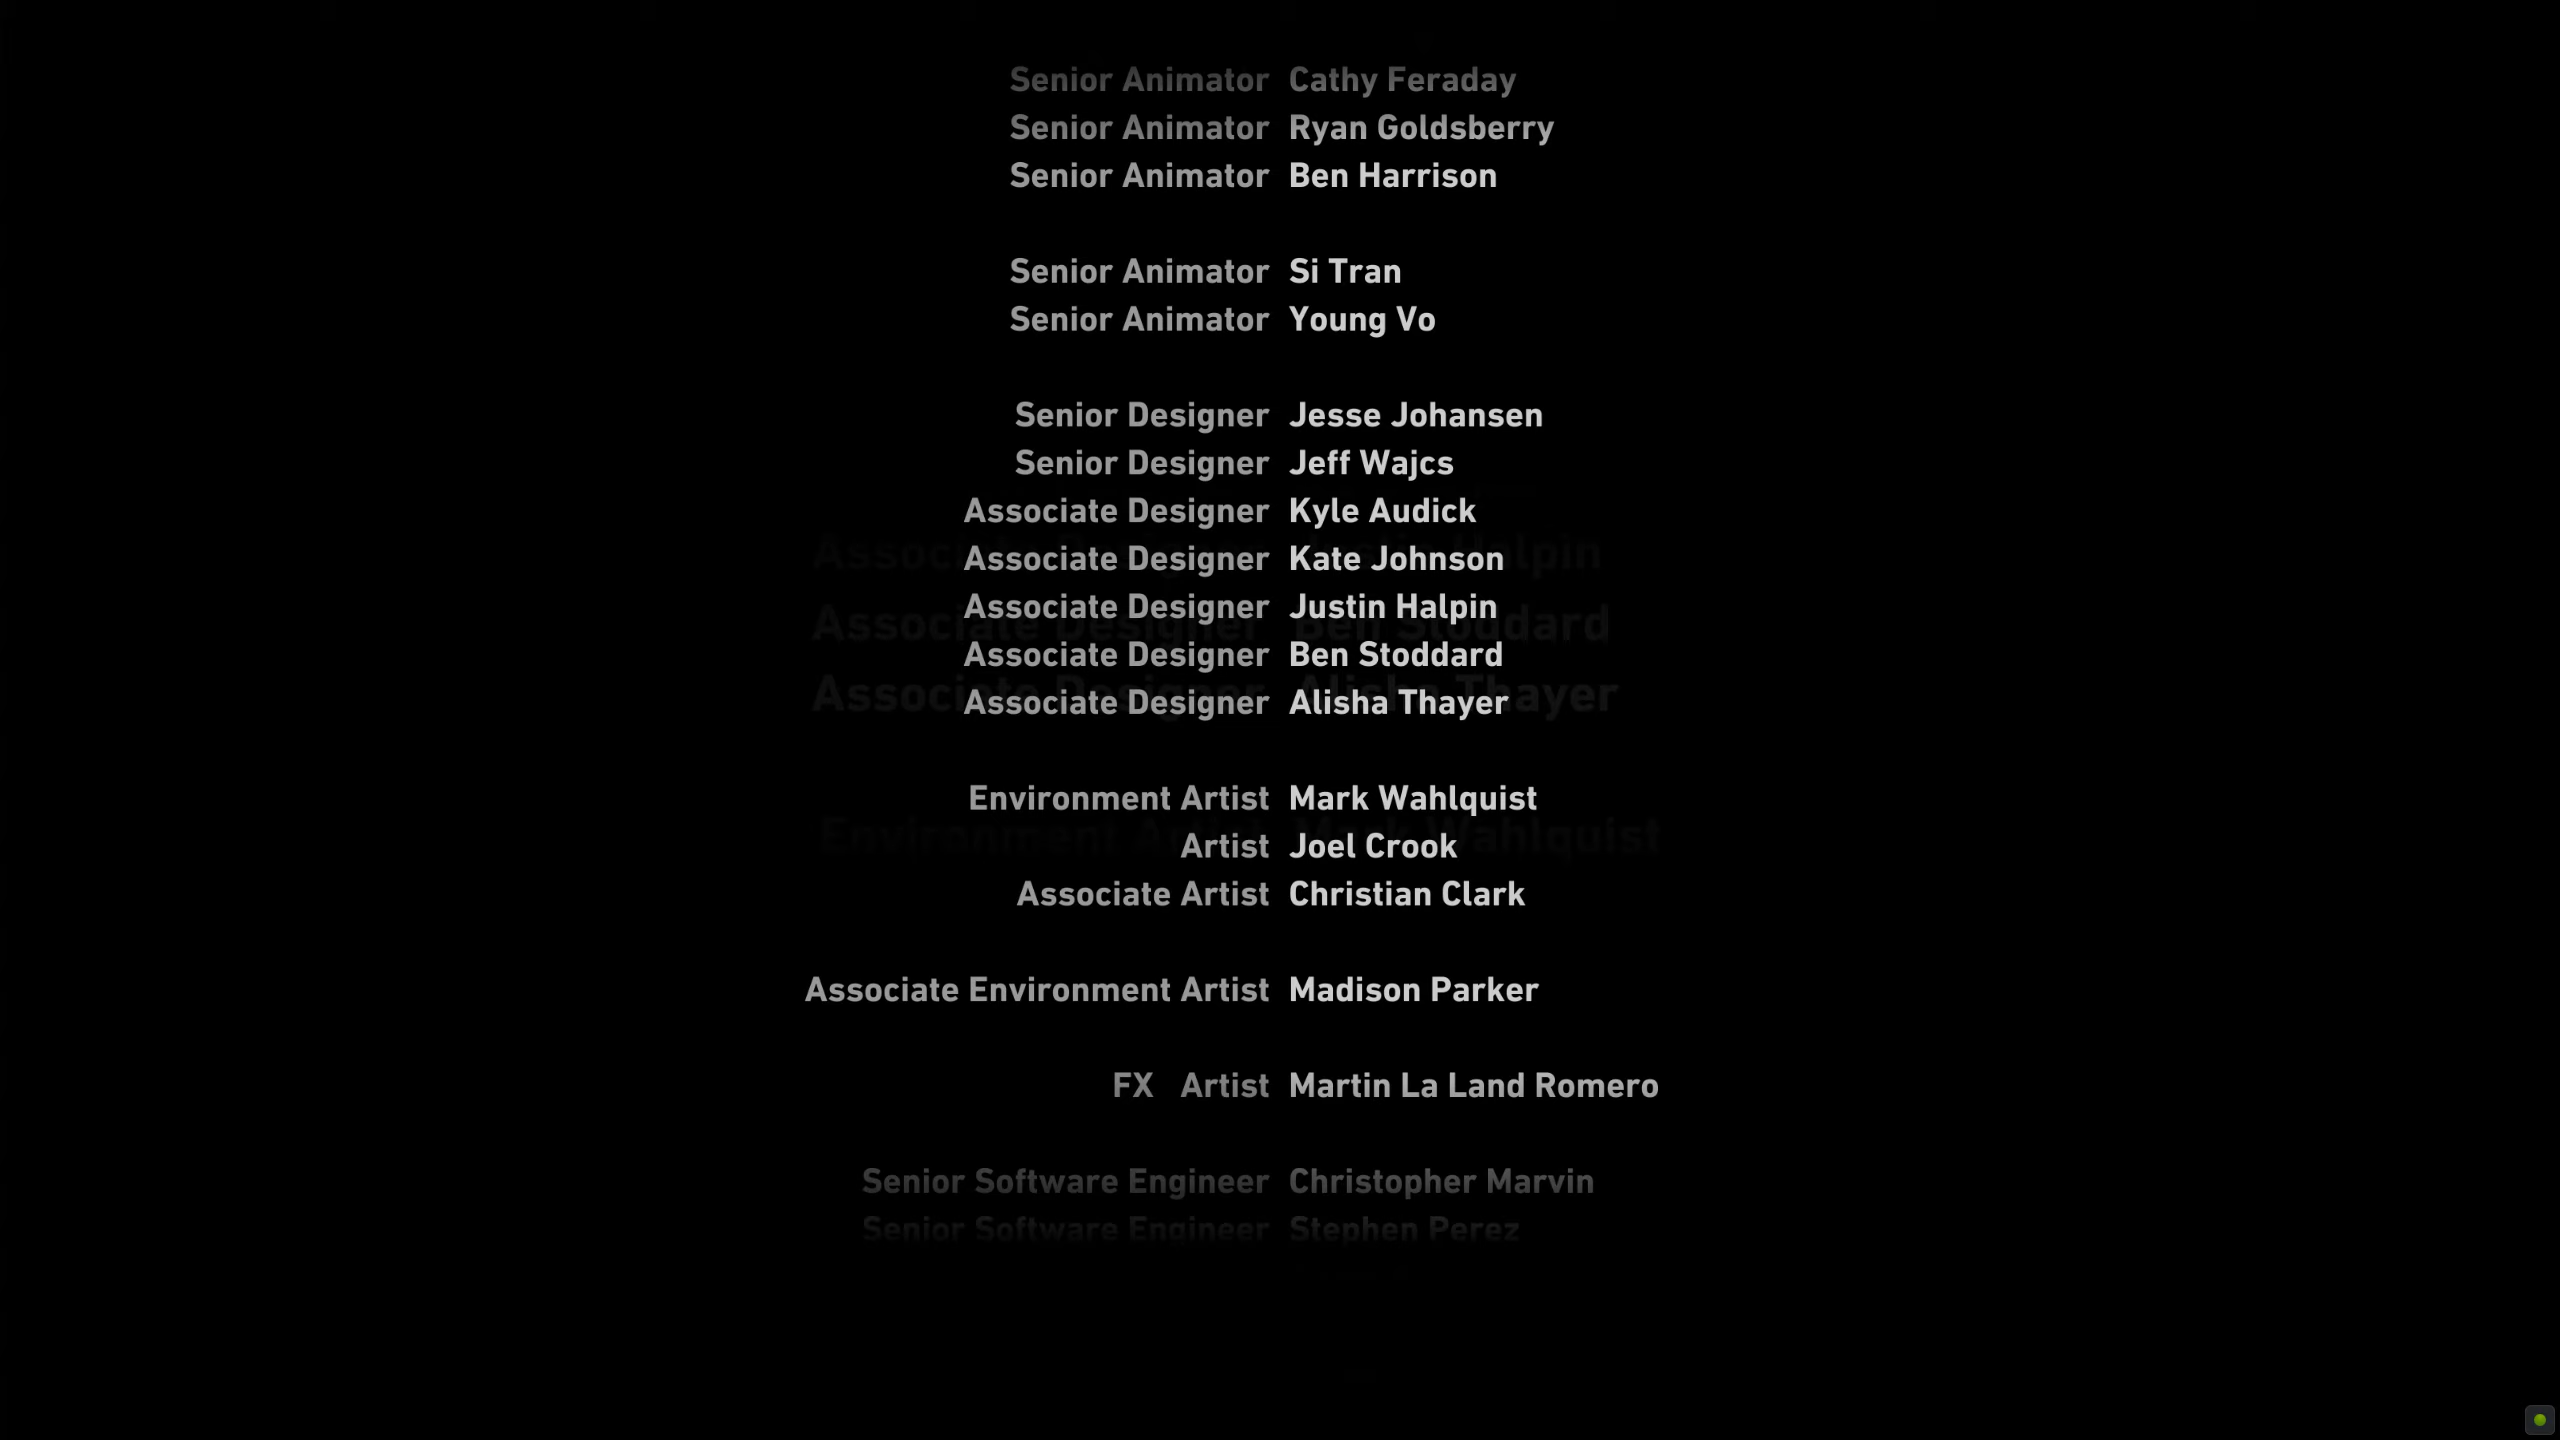 Senior Animator Cathy Feraday
Senior Animator Ryan Goldsberry
Senior Animator Ben Harrison
Senior Animator Si Tran
Senior Animator Young Vo
Senior Designer Jesse Johansen
Senior Designer Jeff Wajcs
Associate Designer Kyle Audick
Associate Designer Kate Johnson
Associate Designer Justin Halpin
Associate Designer Ben Stoddard
Associate Designer Alisha Thayer
Environment Artist Mark Wahlquist
Artist Joel Crook
Associate Artist Christian Clark
Associate Environment Artist Madison Parker
FX Artist Martin La Land Romero
Senior Software Engineer Christopher Marvin
Senior Software Engineer Stephen Perez